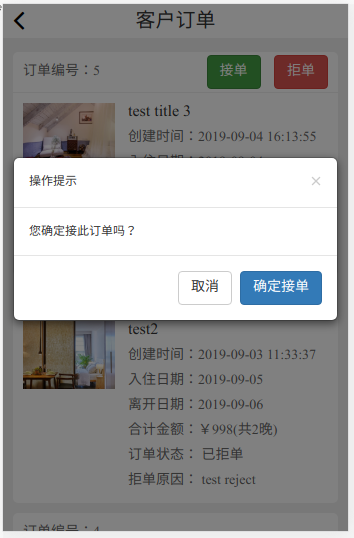 客户订单
订单编号：5
接单
拒单
test title 3
创建时间：2019-09-04 16:13:55
操作提示
×
您确定接此订单吗？
取消
确定接单
test2
创建时间：2019-09-03 11:33:37
入住日期：2019-09-05
离开日期：2019-09-06
合计金额：￥998(共2晚)
订单状态： 已拒单
拒单原因： test reject
订单编号：4